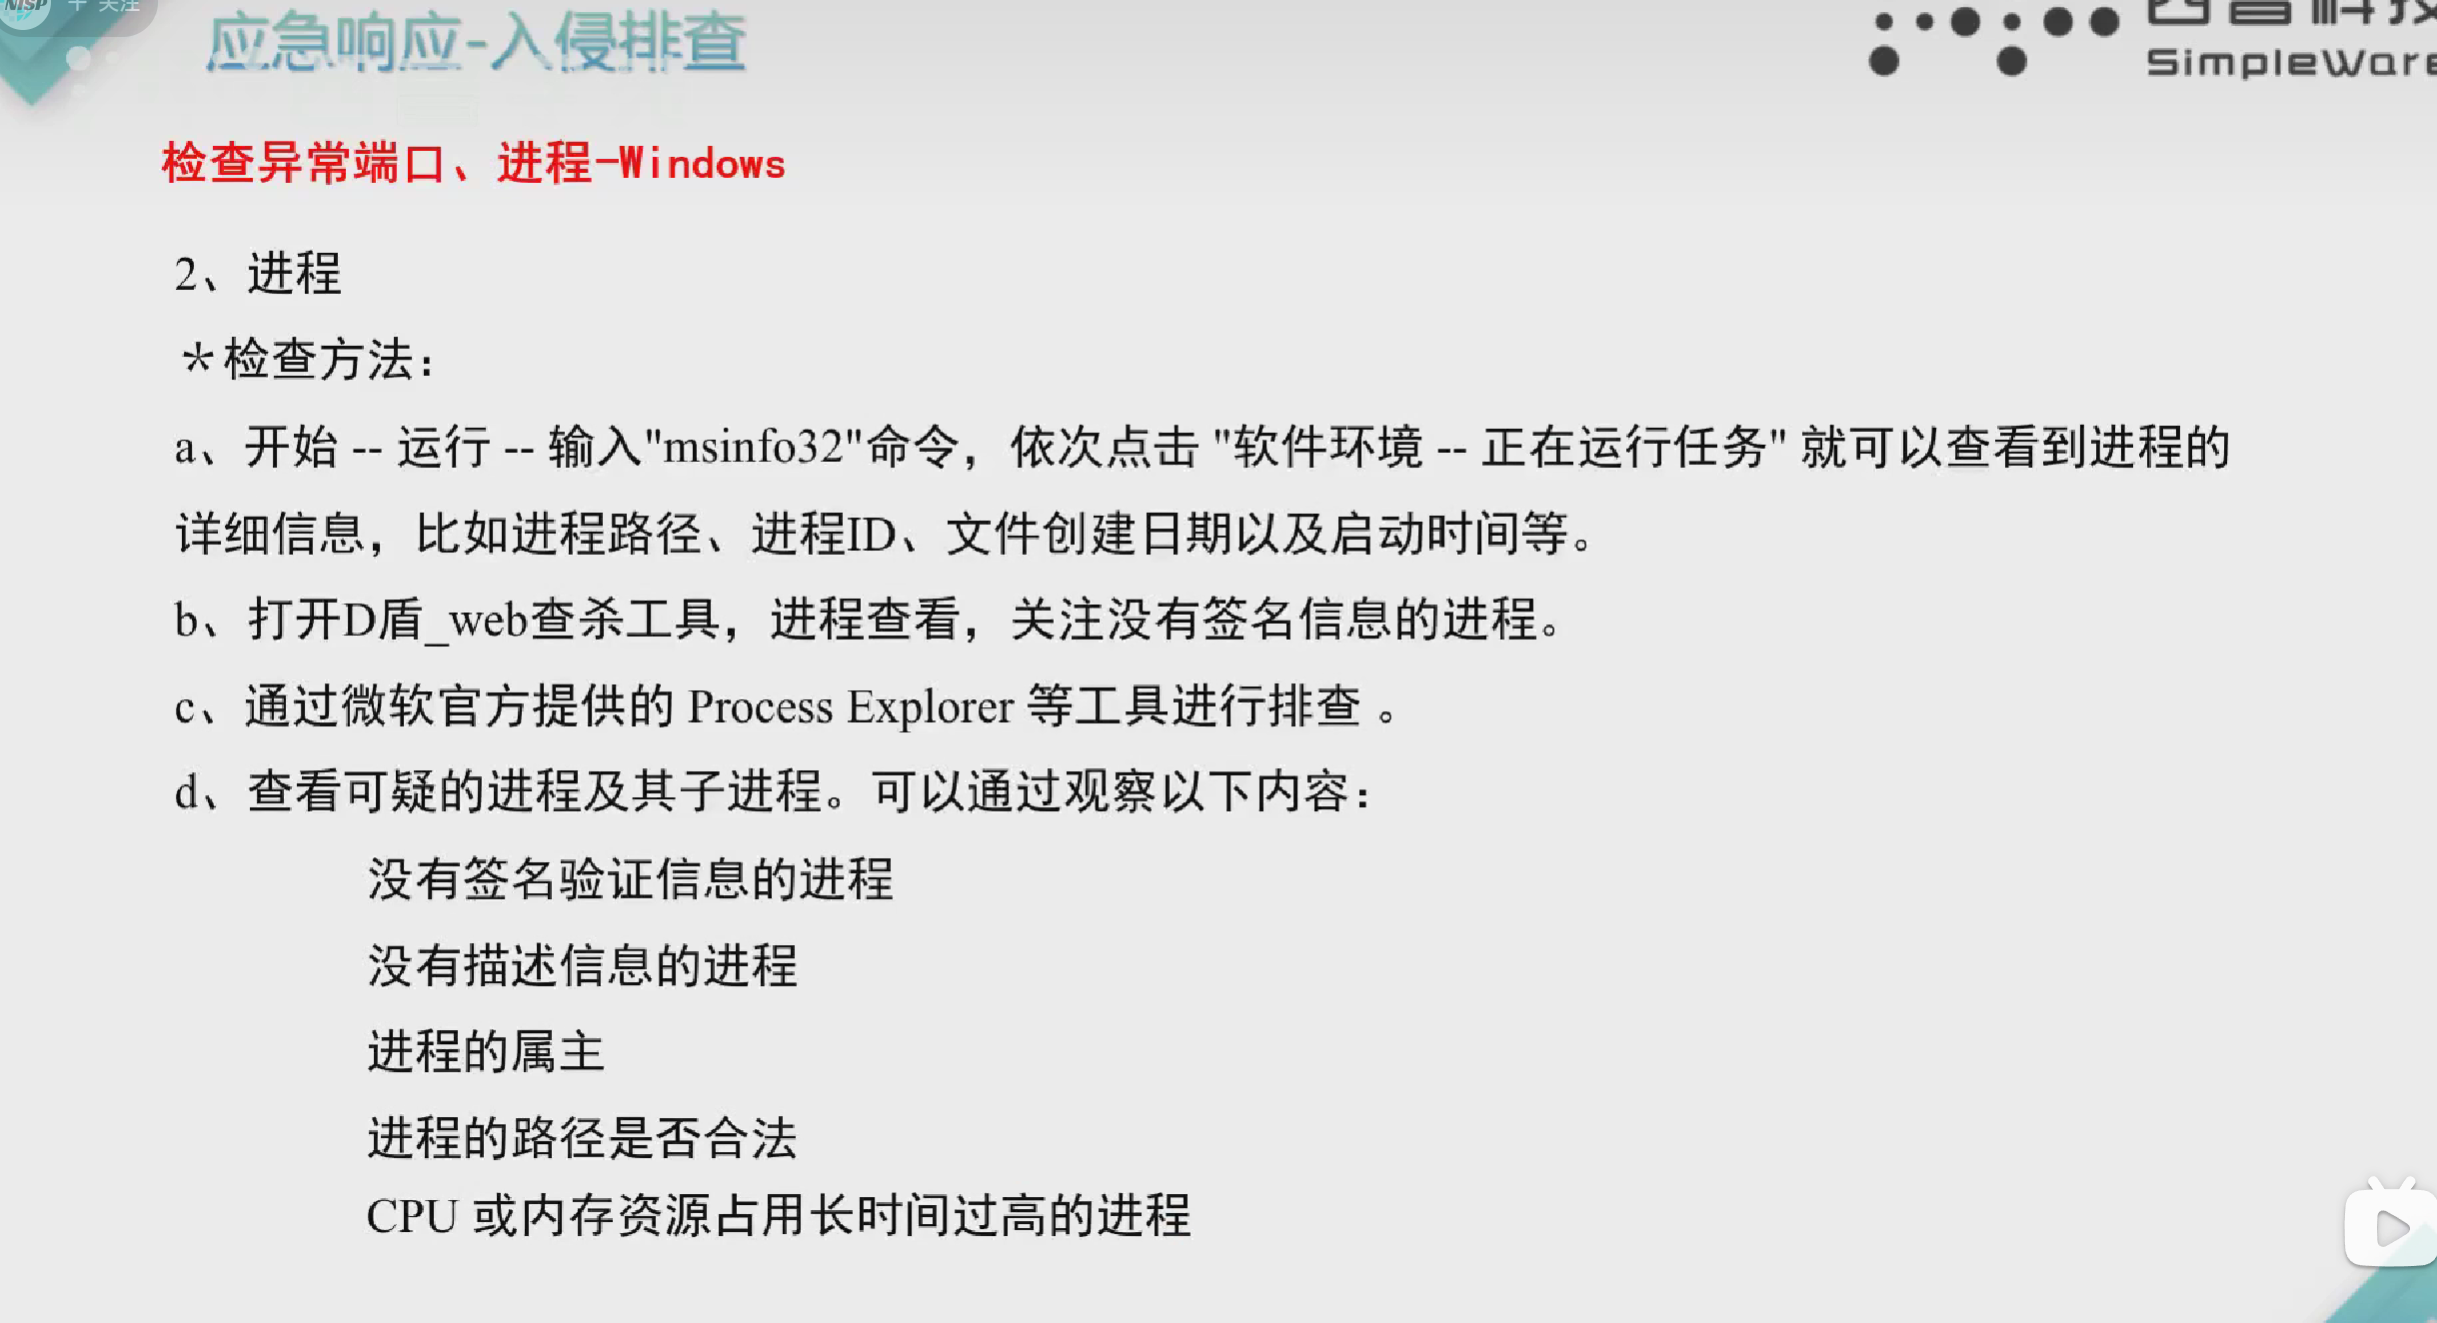 NISP
十 关注
应急响应-入侵排查
SimpleWare
检查异常端口、进程-Windows
2、进程
＊检查方法：
a、开始 -- 运行 -- 输入"msinfo32"命令，依次点击 "软件环境 -- 正在运行任务" 就可以查看到进程的
详细信息，比如进程路径、进程ID、文件创建日期以及启动时间等。
b、打开D盾_web查杀工具，进程查看，关注没有签名信息的进程。
c、通过微软官方提供的 Process Explorer 等工具进行排查 。
d、查看可疑的进程及其子进程。可以通过观察以下内容：
没有签名验证信息的进程
没有描述信息的进程
进程的属主
进程的路径是否合法
CPU 或内存资源占用长时间过高的进程